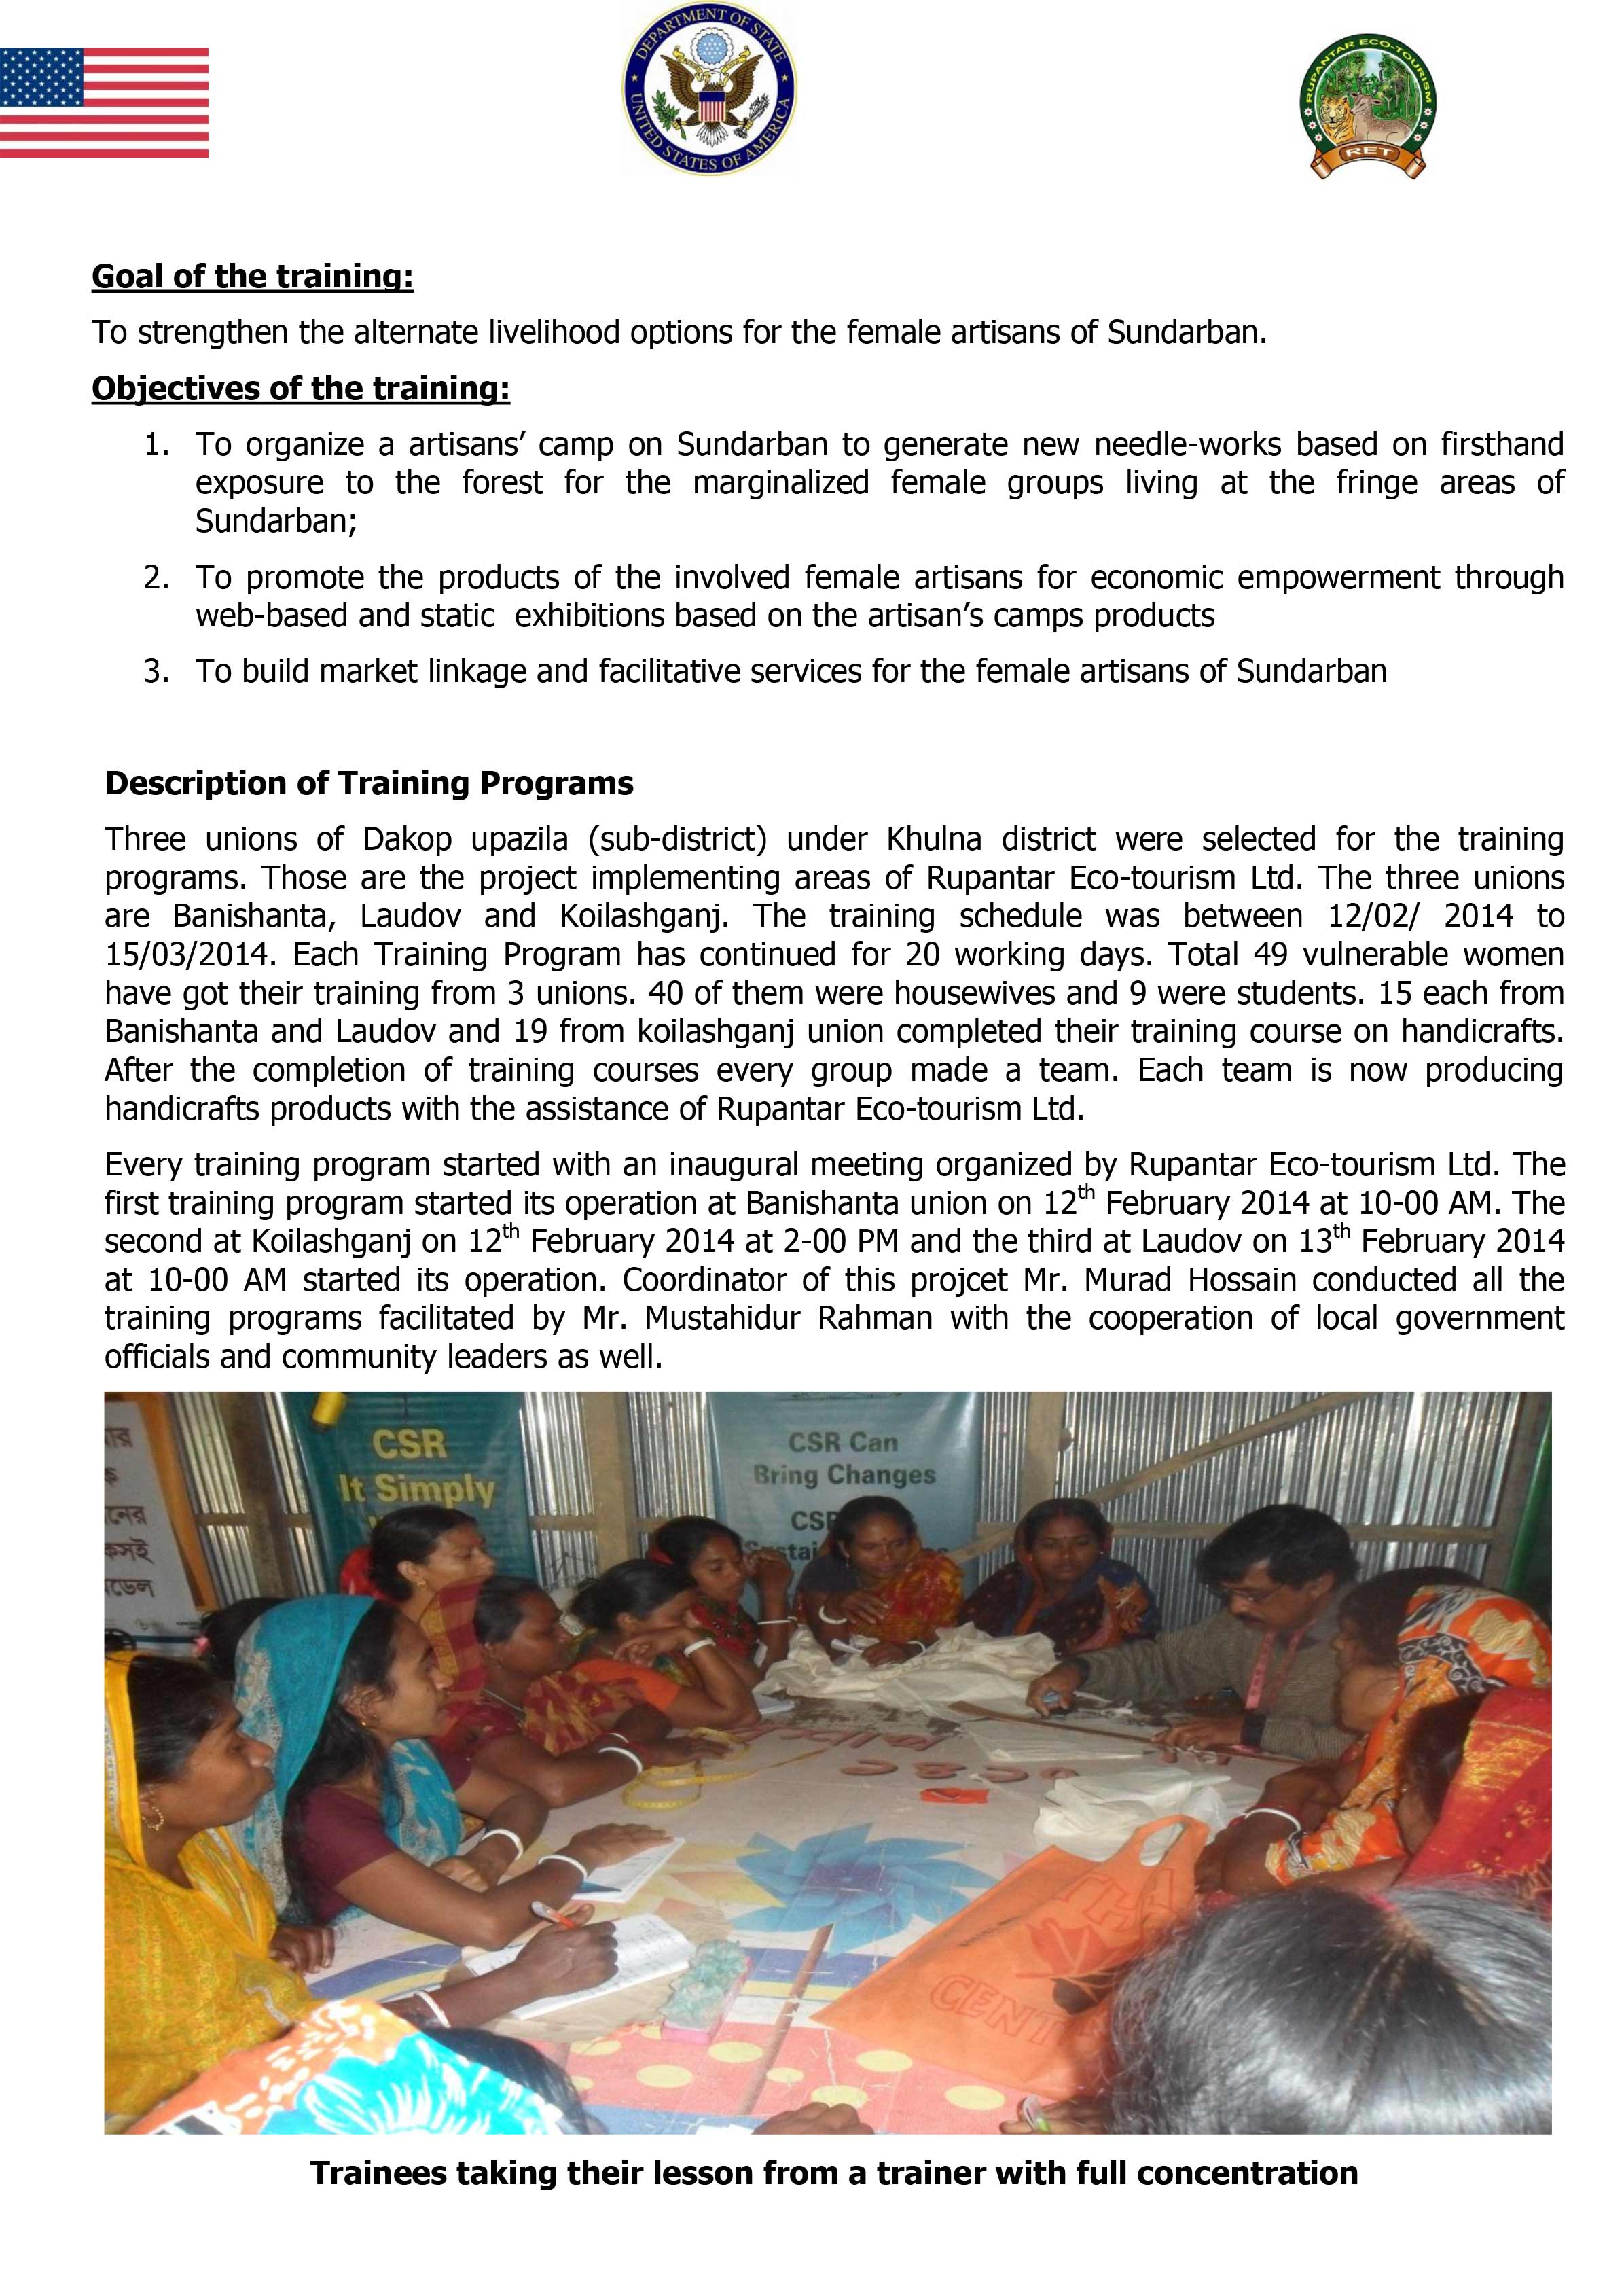 DEPARTMENT OF STATE
UNITED STATES OF AMERICA
RUPANTAR ECO-TOURISM
RET
Goal of the training:
To strengthen the alternate livelihood options for the female artisans of Sundarban.
Objectives of the training:
1. To organize a artisans’ camp on Sundarban to generate new needle-works based on firsthand
exposure to the forest for the marginalized female groups living at the fringe areas of
Sundarban;
2. To promote the products of the involved female artisans for economic empowerment through
web-based and static exhibitions based on the artisan’s camps products
3. To build market linkage and facilitative services for the female artisans of Sundarban
Description of Training Programs
Three unions of Dakop upazila (sub-district) under Khulna district were selected for the training
programs. Those are the project implementing areas of Rupantar Eco-tourism Ltd. The three unions
are Banishanta, Laudov and Koilashganj. The training schedule was between 12/02/ 2014 to
15/03/2014. Each Training Program has continued for 20 working days. Total 49 vulnerable women
have got their training from 3 unions. 40 of them were housewives and 9 were students. 15 each from
Banishanta and Laudov and 19 from koilashganj union completed their training course on handicrafts.
After the completion of training courses every group made a team. Each team is now producing
handicrafts products with the assistance of Rupantar Eco-tourism Ltd.
Every training program started with an inaugural meeting organized by Rupantar Eco-tourism Ltd. The
first training program started its operation at Banishanta union on 12th February 2014 at 10-00 AM. The
second at Koilashganj on 12th February 2014 at 2-00 PM and the third at Laudov on 13th February 2014
at 10-00 AM started its operation. Coordinator of this projcet Mr. Murad Hossain conducted all the
training programs facilitated by Mr. Mustahidur Rahman with the cooperation of local government
officials and community leaders as well.
CSR
It Simply
CSR Can
Bring Changes
CSR
CENT
Trainees taking their lesson from a trainer with full concentration